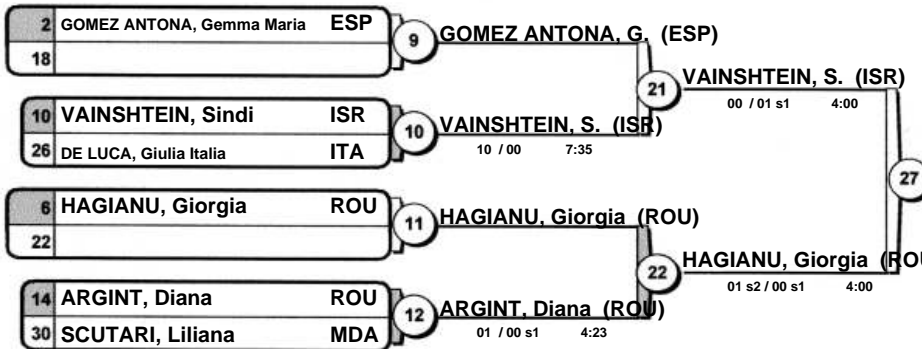 2 GOMEZ ANTONA, Gemma Maria ESP
18
9
GOMEZ ANTONA, G. (ESP)
10 VAINSHTEIN, Sindi ISR
26 DE LUCA, Giulia Italia ITA
10
VAINSHTEIN, S. (ISR)
10 / 00 7:35
21
VAINSHTEIN, S. (ISR)
00 / 01 s1 4:00
6 HAGIANU, Giorgia ROU
22
11
HAGIANU, Giorgia (ROU)
14 ARGINT, Diana ROU
30 SCUTARI, Liliana MDA
12
ARGINT, Diana (ROU)
01 / 00 s1 4:23
22
HAGIANU, Giorgia (ROU
01 s2 / 00 s1 4:00
27